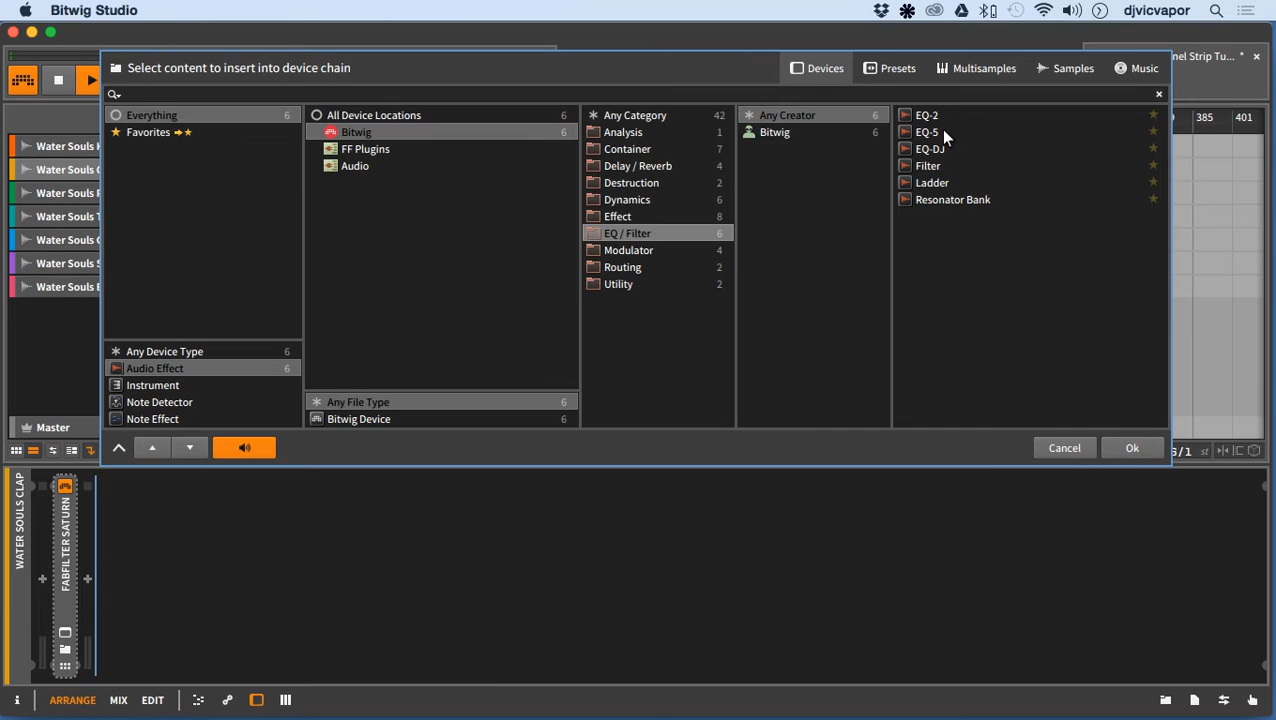 Bitwig Studio
djvicvapor
nel Strip Tu... *
Select content to insert into device chain
Devices
Presets
Multisamples
Samples
Music
Everything 6
Favorites 6
Any Device Type 6
Audio Effect 6
Instrument
Note Detector
Note Effect
All Device Locations 6
Bitwig 6
FF Plugins
Audio
Any File Type 6
Bitwig Device 6
Any Category 42
Analysis 3
Container 7
Delay / Reverb 4
Destruction 2
Dynamics 6
Effect 8
EQ / Filter 6
Modulator 4
Routing 2
Utility 2
Any Creator 6
Bitwig 6
EQ-2
EQ-5
EQ-DJ
Filter
Ladder
Resonator Bank
385 401
Water Souls
Water Souls C
Water Souls
Water Souls T
Water Souls C
Water Souls S
Water Souls
Master
Cancel
Ok
6/1
st
WATER SOULS CLAP
FABFILTER SATURN
ARRANGE MIX EDIT